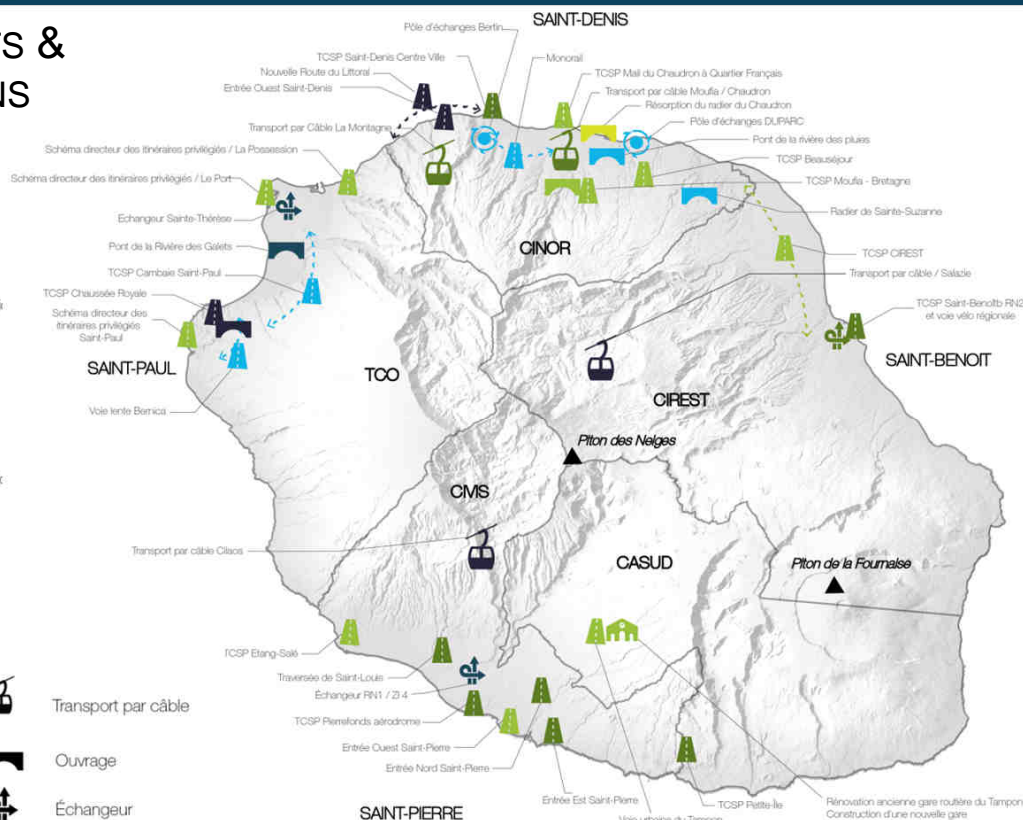 SAINT-DENIS
Pôle d'échanges Bertin
TCSP Saint-Denis Centre Ville
Monorail
Nouvelle Route du Littoral
TCSP Mail du Chaudron à Quartier Français
Entrée Ouest Saint-Denis
Transport par câble Moufia / Chaudron
Résorption du radier du Chaudron
Transport par Câble La Montagne
Pôle d'échanges DUPARC
Pont de la rivière des pluies
Schéma directeur des itinéraires privilégiés / La Possession
TCSP Beauséjour
Schéma directeur des itinéraires privilégiés / Le Port
TCSP Moufia - Bretagne
Echangeur Sainte-Thérèse
Radier de Sainte-Suzanne
Pont de la Rivière des Galets
CINOR
TCSP CIREST
TCSP Cambaie Saint-Paul
Transport par câble / Salazie
TCSP Chaussée Royale
TCSP Saint-Benoîtb RN2
et voie vélo régionale
Schéma directeur des
itinéraires privilégiés
Saint-Paul
SAINT-PAUL
TCO
SAINT-BENOIT
CIREST
Voie lente Bernica
Piton des Neiges
CIVIS
Transport par câble Cilaos
CASUD
Piton de la Fournaise
TCSP Etang-Salé
Traversée de Saint-Louis
Échangeur RN1 / ZI 4
TCSP Pierrefonds aérodrome
Entrée Ouest Saint-Pierre
Entrée Nord Saint-Pierre
Entrée Est Saint-Pierre
TCSP Petite-Île
Rénovation ancienne gare routière du Tampon
Construction d'une nouvelle gare
Voie urbaine du Tampon
SAINT-PIERRE
Transport par câble
Ouvrage
Échangeur